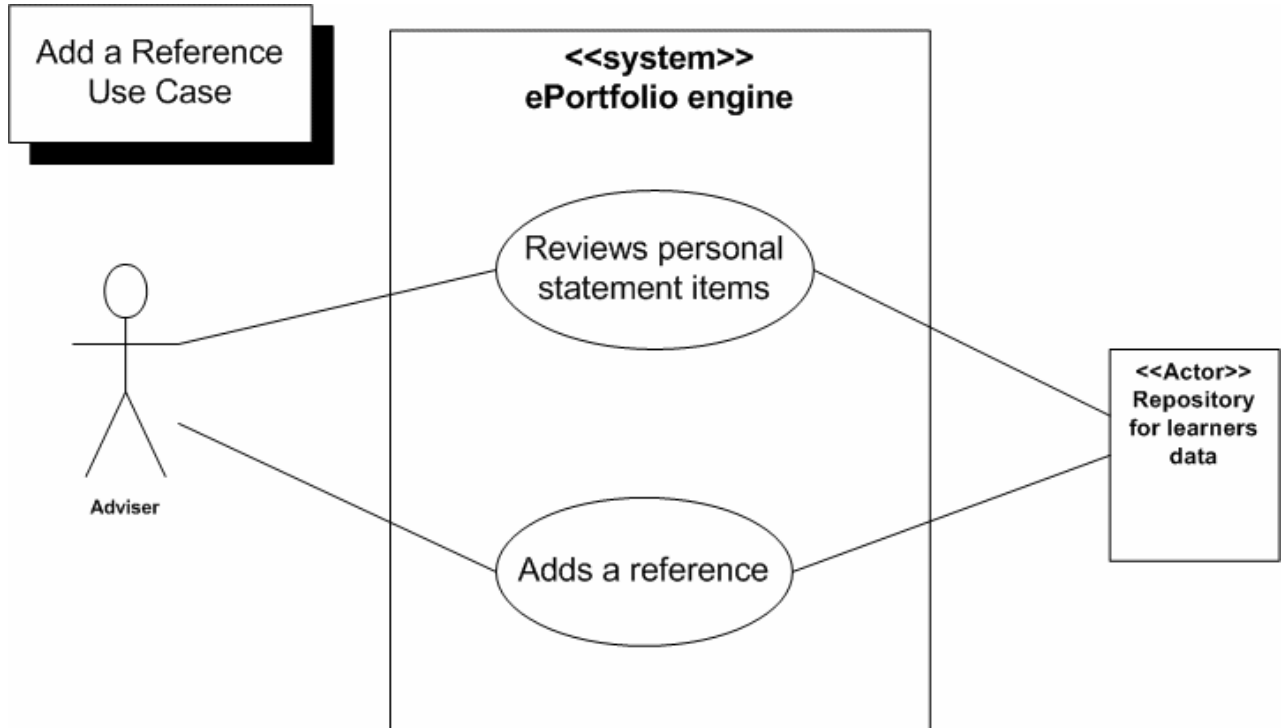 Add a Reference
Use Case
<<system>>
ePortfolio engine
Reviews personal
statement items
<<Actor>>
Repository
for learners
data
Adviser
Adds a reference